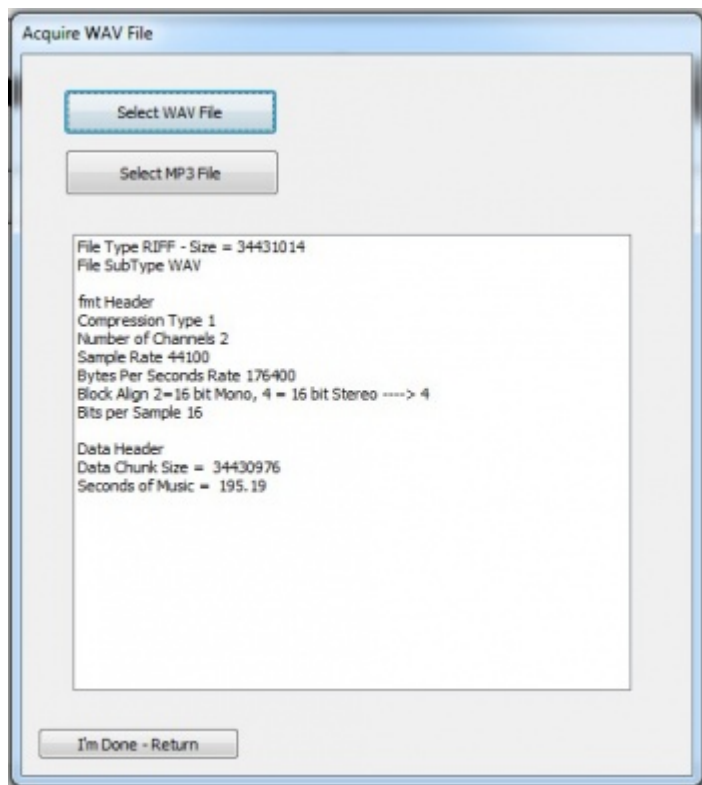 Acquire WAV File
Select WAV File
Select MP3 File
File Type RIFF - Size = 34431014
File SubType WAV
fmt Header
Compression Type 1
Number of Channels 2
Sample Rate 44100
Bytes Per Seconds Rate 176400
Block Align 2=16 bit Mono, 4 = 16 bit Stereo ----> 4
Bits per Sample 16
Data Header
Data Chunk Size =  34430976
Seconds of Music =  195.19
I'm Done - Return